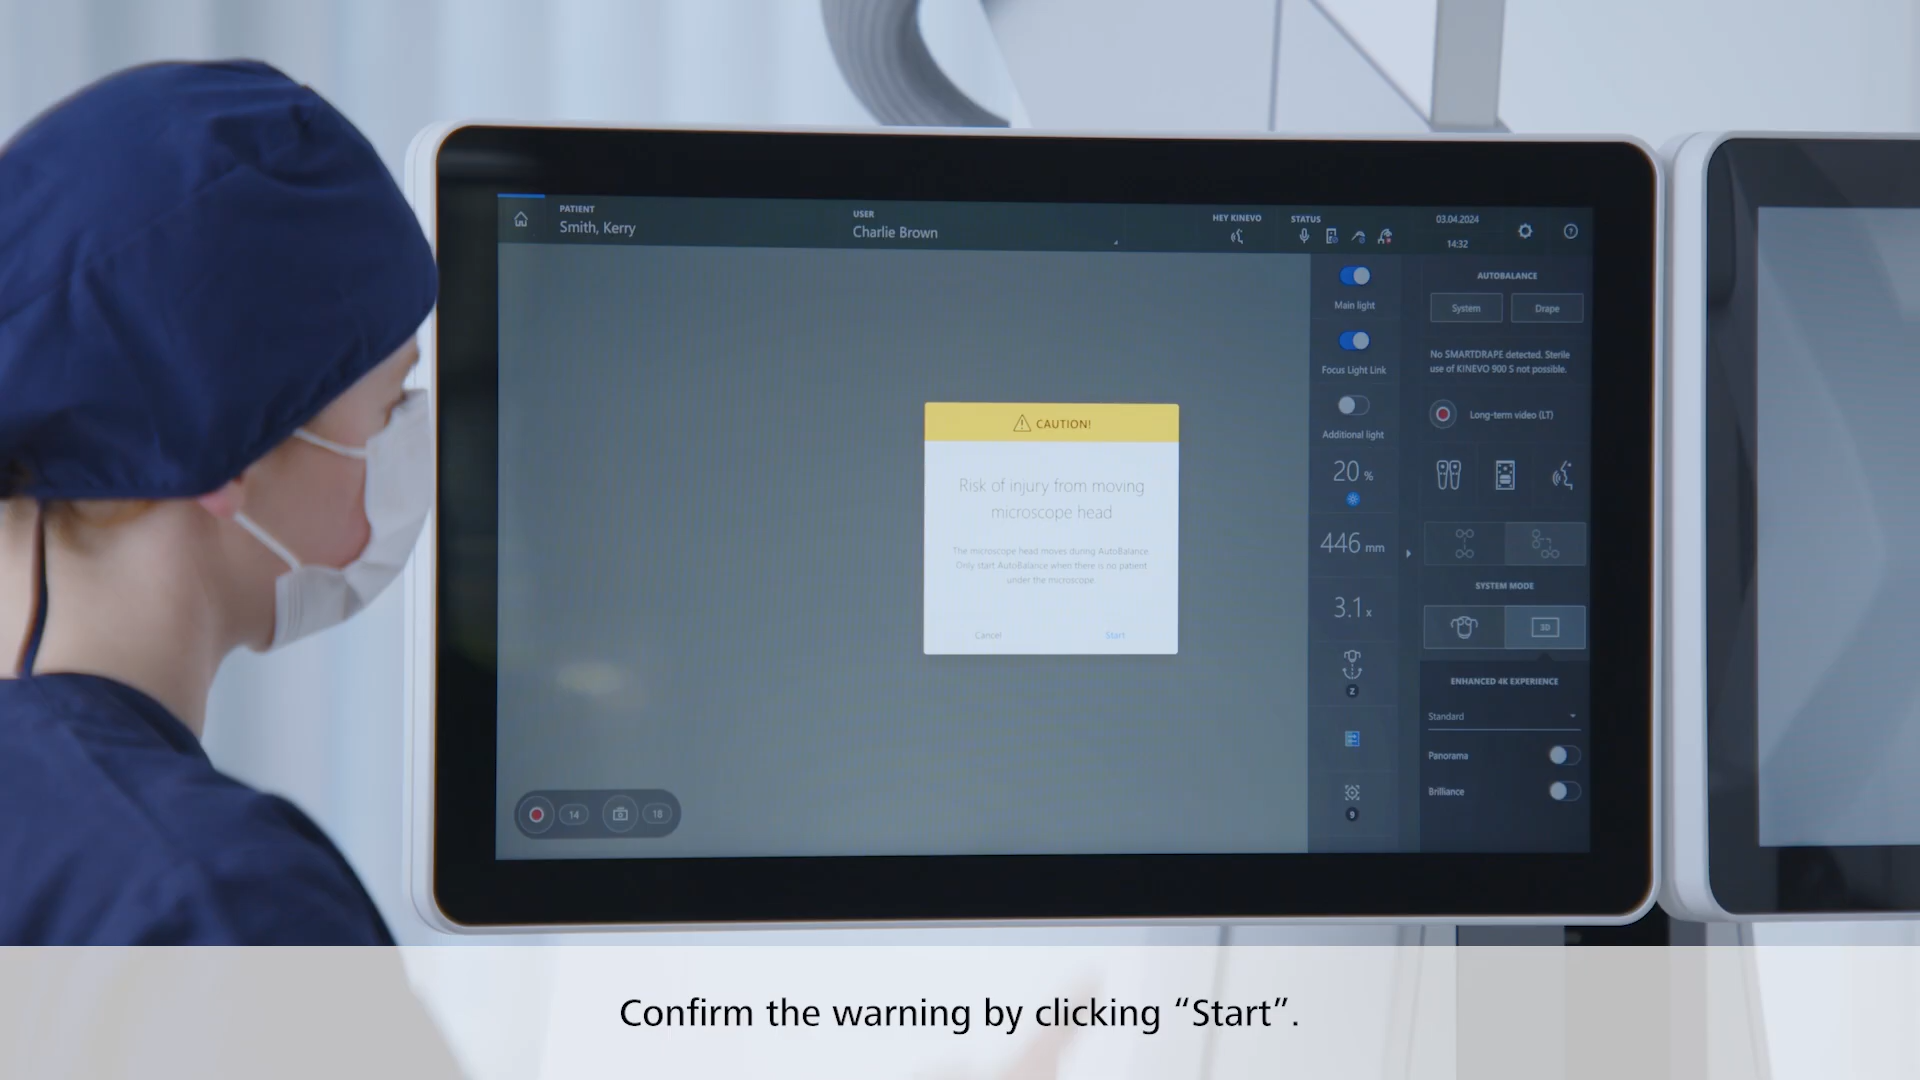 PATIENT
Smith, Kerry
USER
Charlie Brown
HEY KINEVO
STATUS
03.04.2024
14:32
Main light
Focus Light Link
Additional light
20 %
446 mm
3.1 x
Z
9
AUTOBALANCE
System
Drape
No SMARTDRAPE detected. Sterile
use of KINEVO 900 S not possible.
Long-term video (LT)
SYSTEM MODE
3D
ENHANCED 4K EXPERIENCE
Standard
Panorama
Brilliance
CAUTION!
Risk of injury from moving
microscope head
The microscope head moves during AutoBalance.
Only start AutoBalance when there is no patient
under the microscope.
Cancel
Start
14
18
Confirm the warning by clicking “Start”.